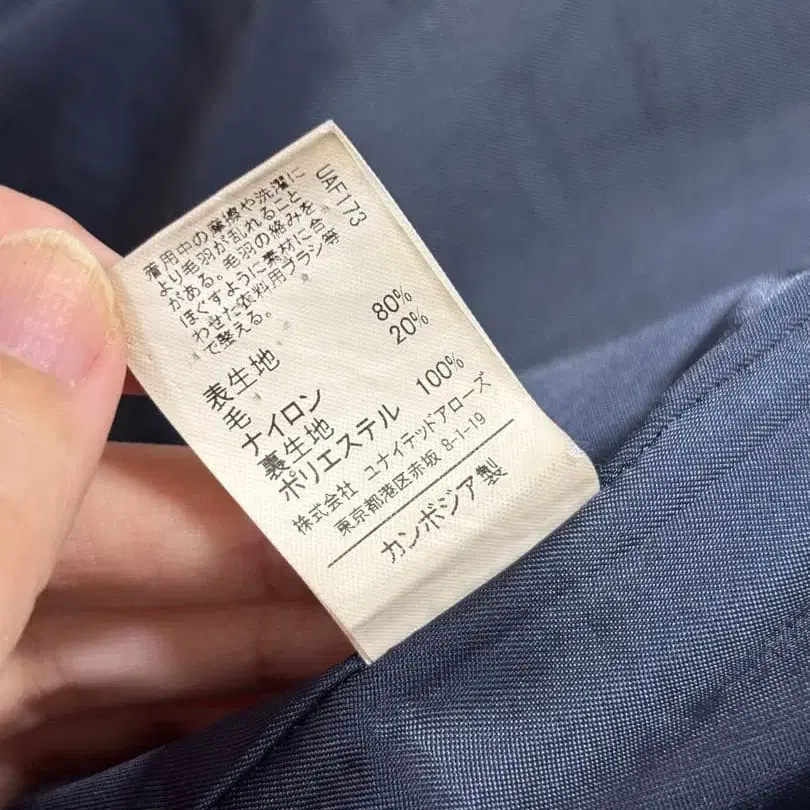 UAF173
着用中の摩擦や洗濯に
より毛羽が乱れること
がある。毛羽の絡みを
ほぐすように素材に合
わせた衣料用ブラシ等
で整える。
表生地
毛 80%
ナイロン 20%
裏生地
ポリエステル 100%
株式会社 ユナイテッドアローズ
東京都港区赤坂 8-1-19
カンボジア製